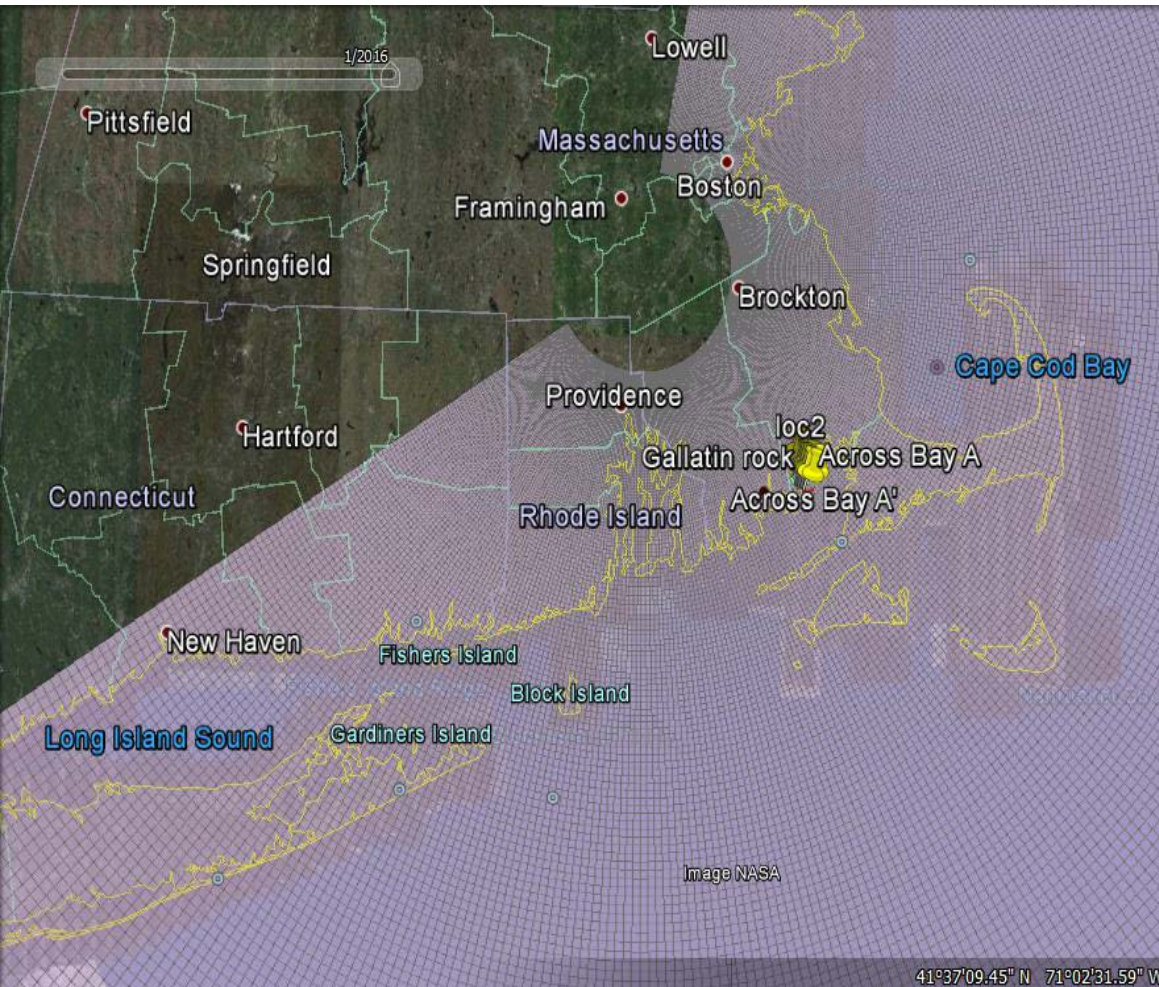 Lowell
1/2016
Pittsfield
Massachusetts
Boston
Framingham
Springfield
Brockton
Cape Cod Bay
Providence
loc2
Hartford
Gallatin rock
Across Bay A
Connecticut
Across Bay A'
Rhode Island
New Haven
Fishers Island
Block Island
Long Island Sound
Gardiners Island
Image NASA
41°37'09.45" N 71°02'31.59" W